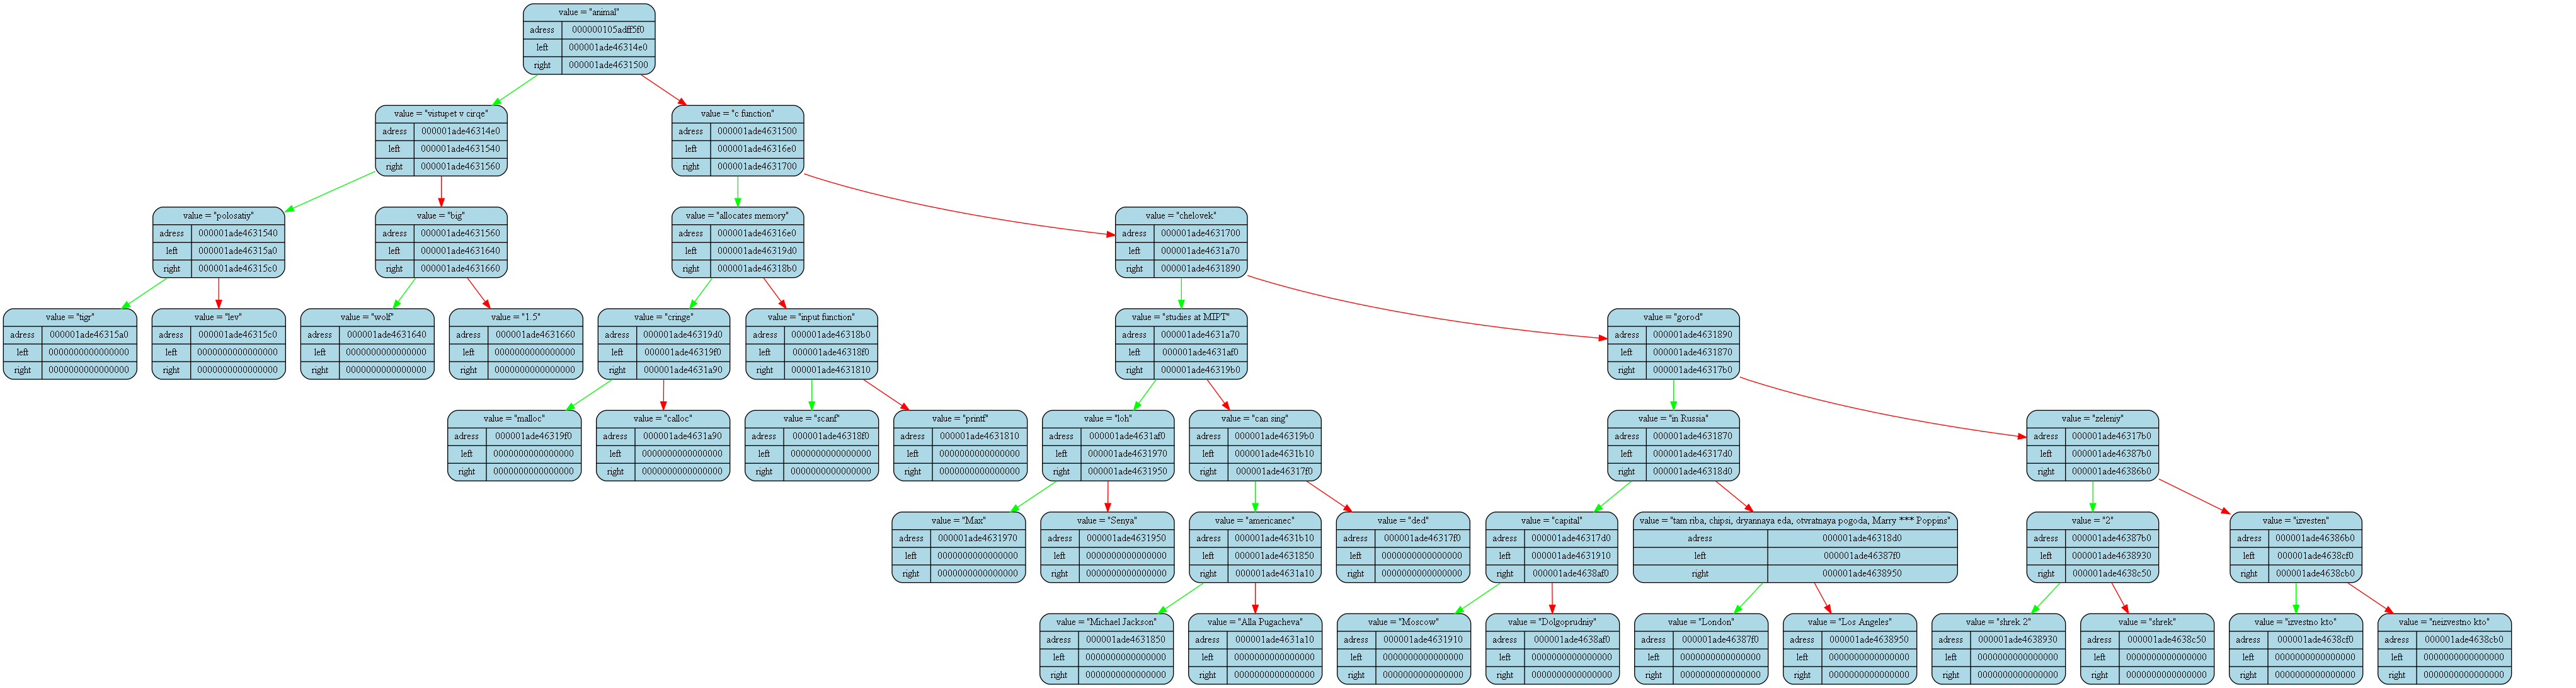 value = "animal"
adress 000000105adff5f0
left 000001ade46314e0
right 000001ade4631500
value = "vistupet v cirqe"
adress 000001ade46314e0
left 000001ade4631540
right 000001ade4631560
value = "c function"
adress 000001ade4631500
left 000001ade46316e0
right 000001ade4631700
value = "polosatiy"
adress 000001ade4631540
left 000001ade46315a0
right 000001ade46315c0
value = "big"
adress 000001ade4631560
left 000001ade4631640
right 000001ade4631660
value = "allocates memory"
adress 000001ade46316e0
left 000001ade46319d0
right 000001ade46318b0
value = "chelovek"
adress 000001ade4631700
left 000001ade4631a70
right 000001ade4631890
value = "tigr"
adress 000001ade46315a0
left 0000000000000000
right 0000000000000000
value = "lev"
adress 000001ade46315c0
left 0000000000000000
right 0000000000000000
value = "wolf"
adress 000001ade4631640
left 0000000000000000
right 0000000000000000
value = "1.5"
adress 000001ade4631660
left 0000000000000000
right 0000000000000000
value = "cringe"
adress 000001ade46319d0
left 000001ade46319f0
right 000001ade4631a90
value = "input function"
adress 000001ade46318b0
left 000001ade46318f0
right 000001ade4631810
value = "studies at MIPT"
adress 000001ade4631a70
left 000001ade4631af0
right 000001ade46319b0
value = "gorod"
adress 000001ade4631890
left 000001ade4631870
right 000001ade46317b0
value = "malloc"
adress 000001ade46319f0
left 0000000000000000
right 0000000000000000
value = "calloc"
adress 000001ade4631a90
left 0000000000000000
right 0000000000000000
value = "scanf"
adress 000001ade46318f0
left 0000000000000000
right 0000000000000000
value = "printf"
adress 000001ade4631810
left 0000000000000000
right 0000000000000000
value = "loh"
adress 000001ade4631af0
left 000001ade4631970
right 000001ade4631950
value = "can sing"
adress 000001ade46319b0
left 000001ade4631b10
right 000001ade46317f0
value = "in Russia"
adress 000001ade4631870
left 000001ade46317d0
right 000001ade46318d0
value = "zeleniy"
adress 000001ade46317b0
left 000001ade46387b0
right 000001ade46386b0
value = "Max"
adress 000001ade4631970
left 0000000000000000
right 0000000000000000
value = "Senya"
adress 000001ade4631950
left 0000000000000000
right 0000000000000000
value = "americanec"
adress 000001ade4631b10
left 000001ade4631850
right 000001ade4631a10
value = "ded"
adress 000001ade46317f0
left 0000000000000000
right 0000000000000000
value = "capital"
adress 000001ade46317d0
left 000001ade4631910
right 000001ade4638af0
value = "tam riba, chipsi, dryannaya eda, otvratnaya pogoda, Marry *** Poppins"
adress 000001ade46318d0
left 000001ade46387f0
right 000001ade4638950
value = "2"
adress 000001ade46387b0
left 000001ade4638930
right 000001ade4638c50
value = "izvesten"
adress 000001ade46386b0
left 000001ade4638cf0
right 000001ade4638cb0
value = "Michael Jackson"
adress 000001ade4631850
left 0000000000000000
right 0000000000000000
value = "Alla Pugacheva"
adress 000001ade4631a10
left 0000000000000000
right 0000000000000000
value = "Moscow"
adress 000001ade4631910
left 0000000000000000
right 0000000000000000
value = "Dolgoprudniy"
adress 000001ade4638af0
left 0000000000000000
right 0000000000000000
value = "London"
adress 000001ade46387f0
left 0000000000000000
right 0000000000000000
value = "Los Angeles"
adress 000001ade4638950
left 0000000000000000
right 0000000000000000
value = "shrek 2"
adress 000001ade4638930
left 0000000000000000
right 0000000000000000
value = "shrek"
adress 000001ade4638c50
left 0000000000000000
right 0000000000000000
value = "izvestno kto"
adress 000001ade4638cf0
left 0000000000000000
right 0000000000000000
value = "neizvestno kto"
adress 000001ade4638cb0
left 0000000000000000
right 0000000000000000